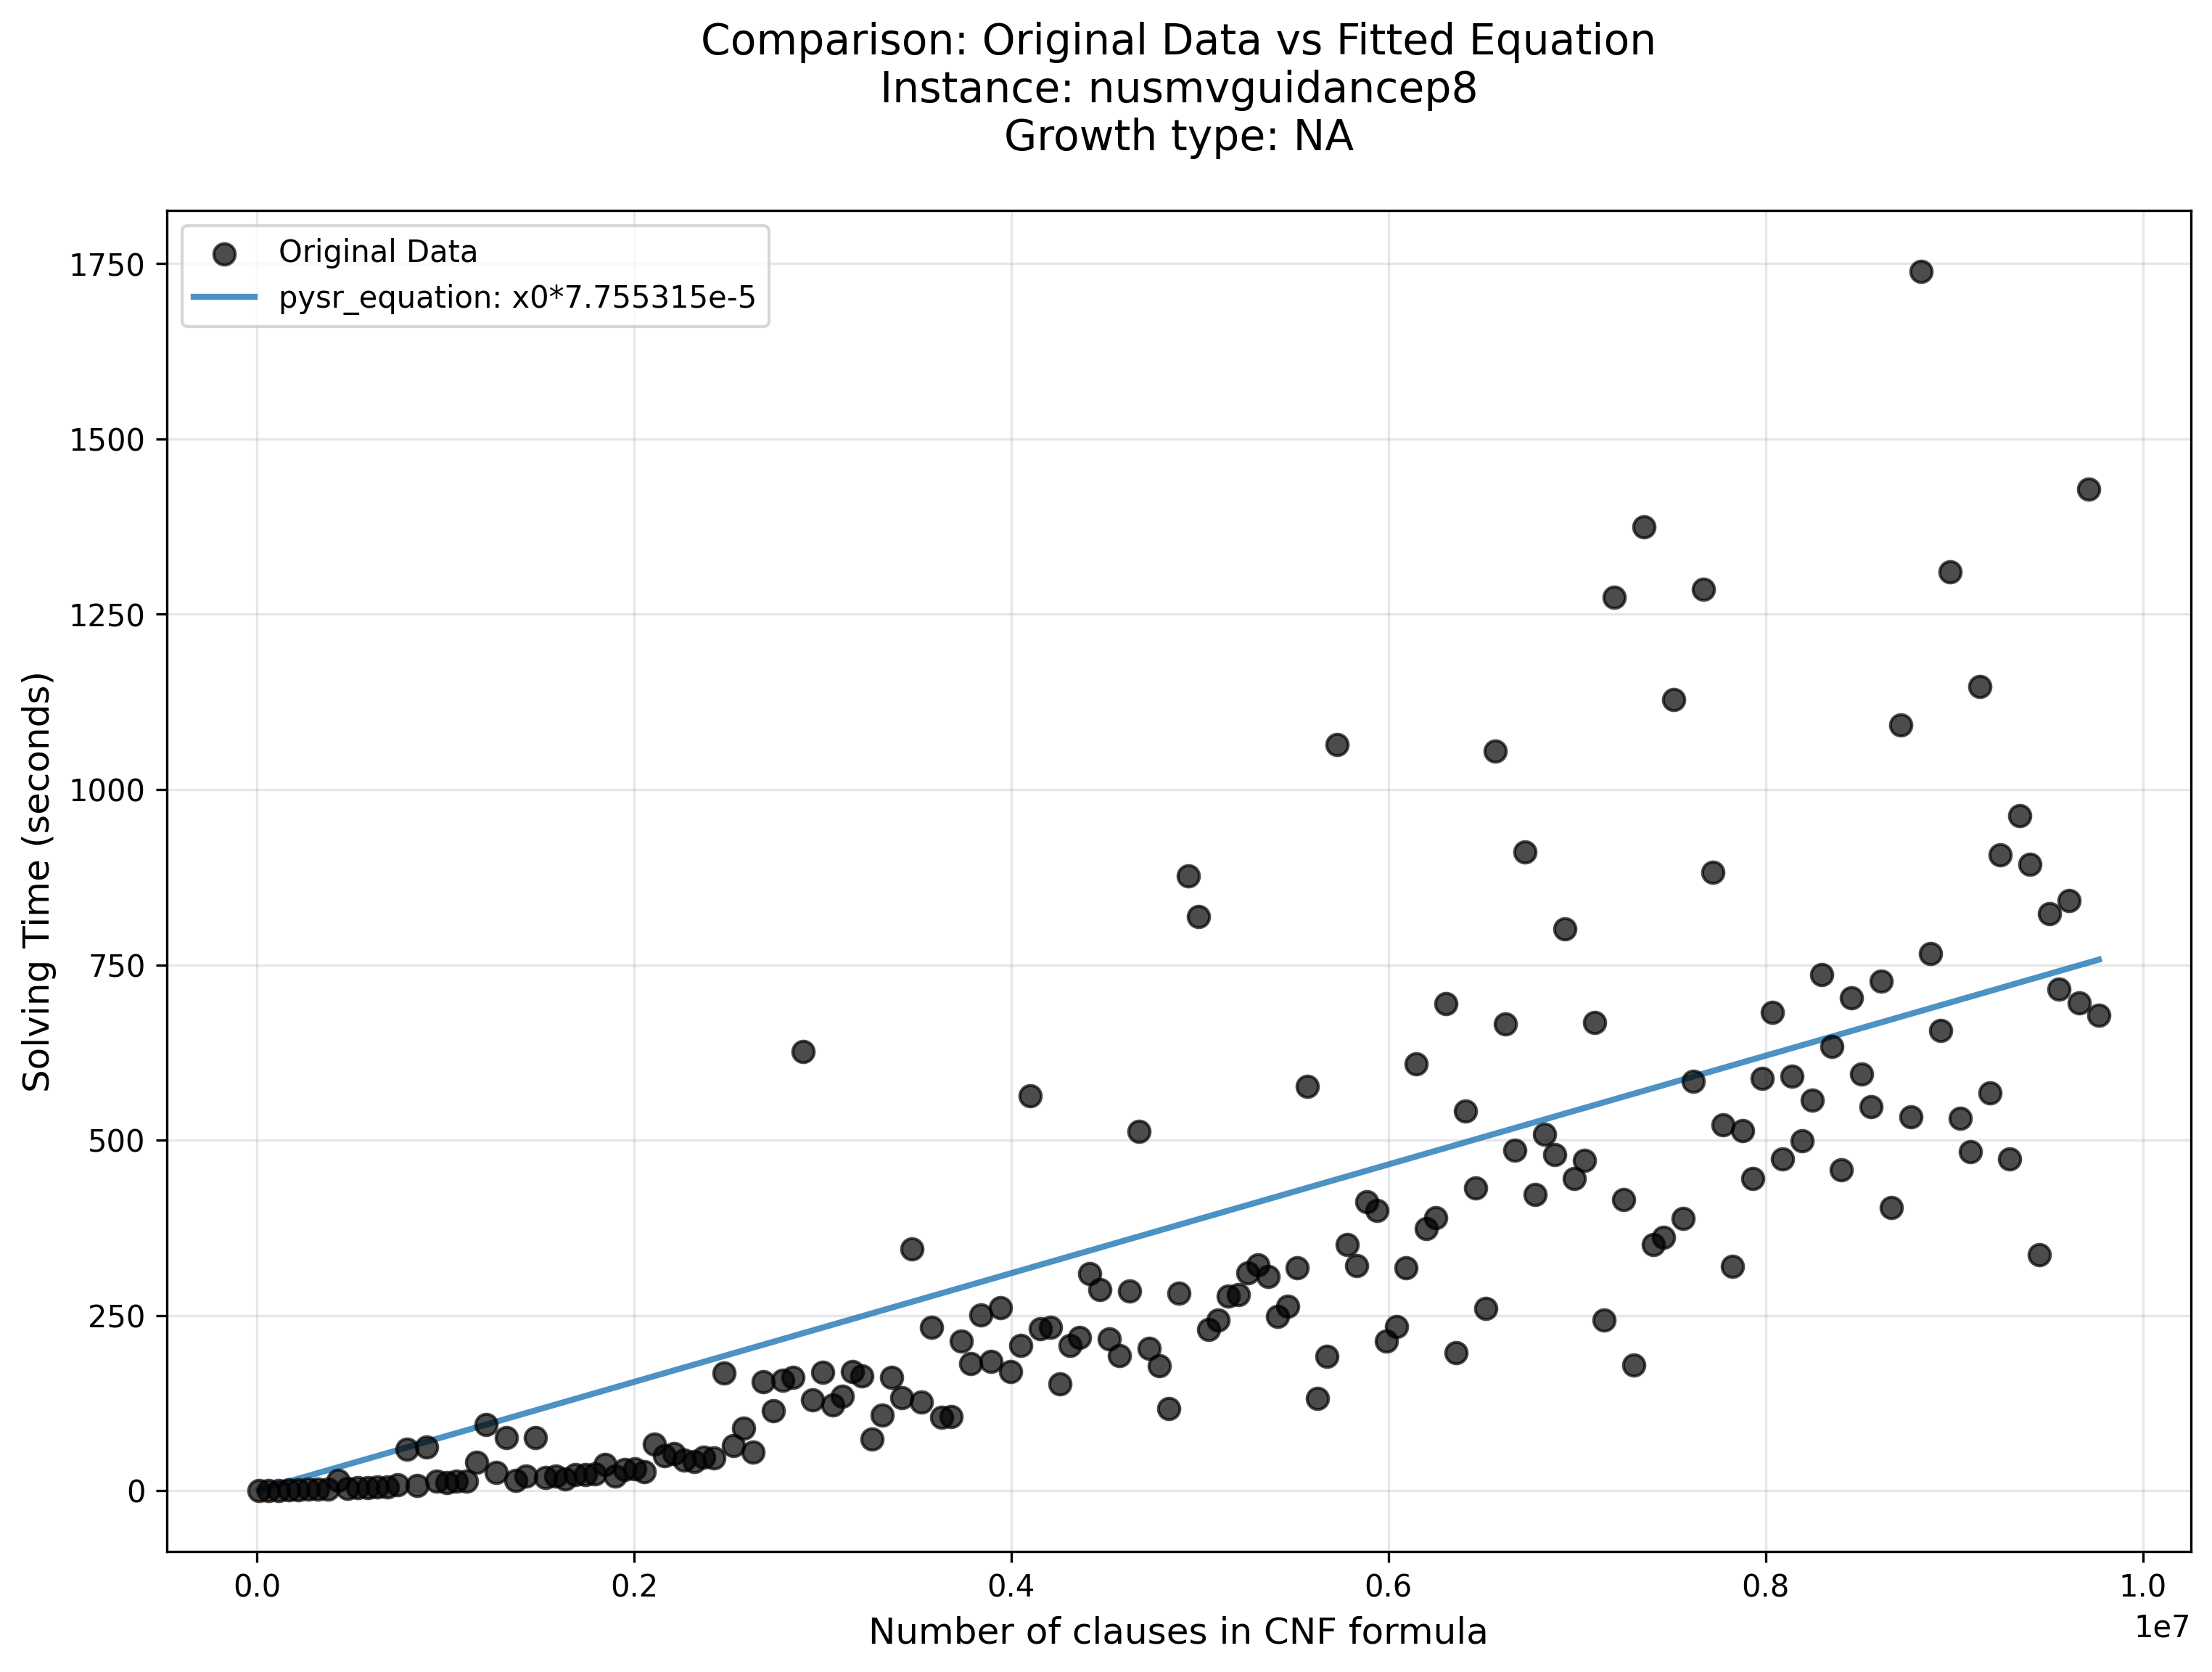 Comparison: Original Data vs Fitted Equation
Instance: nusmvguidancep8
Growth type: NA
Original Data
pysr_equation: x0*7.755315e-5
1750
1500
1250
1000
750
500
250
0
Solving Time (seconds)
0.0 0.2 0.4 0.6 0.8 1.0
1e7
Number of clauses in CNF formula